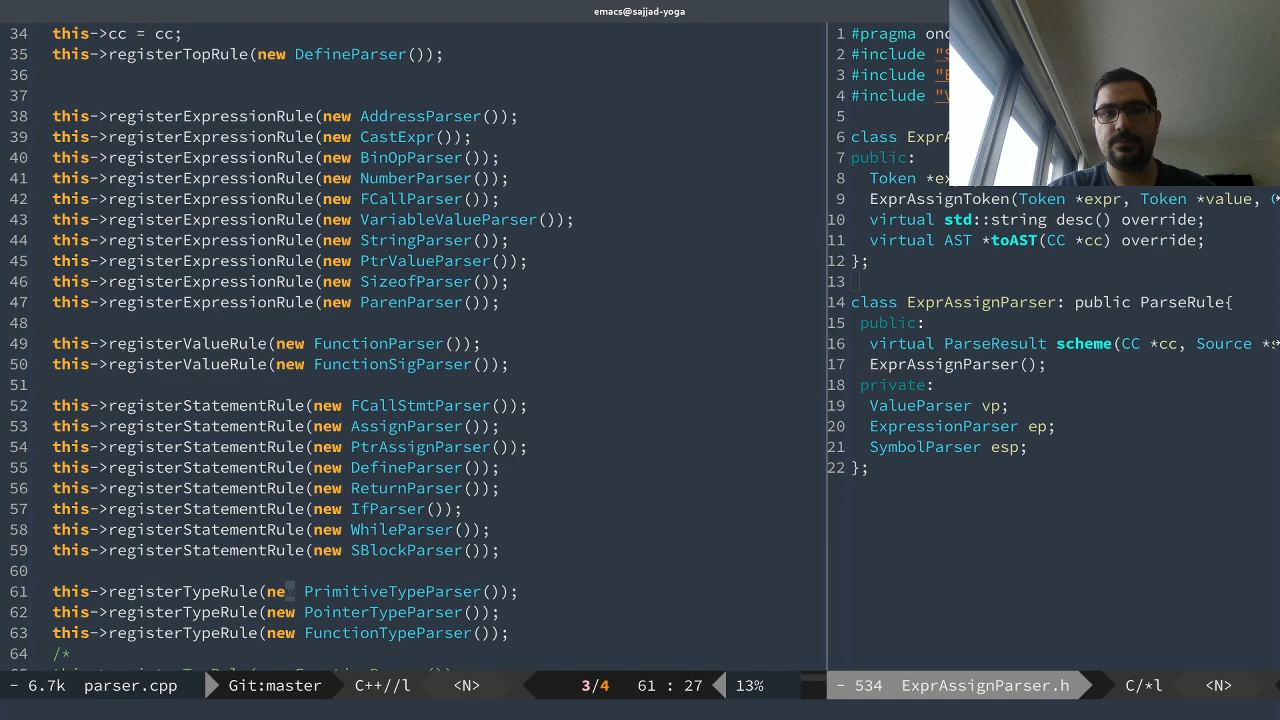 emacs@sajjad-yoga
34 this->cc = cc;
35 this->registerTopRule(new DefineParser());
36
37
38 this->registerExpressionRule(new AddressParser());
39 this->registerExpressionRule(new CastExpr());
40 this->registerExpressionRule(new BinOpParser());
41 this->registerExpressionRule(new NumberParser());
42 this->registerExpressionRule(new FCallParser());
43 this->registerExpressionRule(new VariableValueParser());
44 this->registerExpressionRule(new StringParser());
45 this->registerExpressionRule(new PtrValueParser());
46 this->registerExpressionRule(new SizeofParser());
47 this->registerExpressionRule(new ParenParser());
48
49 this->registerValueRule(new FunctionParser());
50 this->registerValueRule(new FunctionSigParser());
51
52 this->registerStatementRule(new FCallStmtParser());
53 this->registerStatementRule(new AssignParser());
54 this->registerStatementRule(new PtrAssignParser());
55 this->registerStatementRule(new DefineParser());
56 this->registerStatementRule(new ReturnParser());
57 this->registerStatementRule(new IfParser());
58 this->registerStatementRule(new WhileParser());
59 this->registerStatementRule(new SBlockParser());
60
61 this->registerTypeRule(new PrimitiveTypeParser());
62 this->registerTypeRule(new PointerTypeParser());
63 this->registerTypeRule(new FunctionTypeParser());
64 /*
- 6.7k parser.cpp Git:master C++//l <N> 3/4 61 : 27 13%
1 #pragma
2 #include
3 #include
4 #include
5
6 class
7 public:
8 Token
9 ExprAssignToken(Token *expr, Token *value,
10 virtual std::string desc() override;
11 virtual AST *toAST(CC *cc) override;
12 };
13
14 class ExprAssignParser: public ParseRule{
15 public:
16 virtual ParseResult scheme(CC *cc, Source
17 ExprAssignParser();
18 private:
19 ValueParser vp;
20 ExpressionParser ep;
21 SymbolParser esp;
22 };
- 534 ExprAssignParser.h C/*l <N>